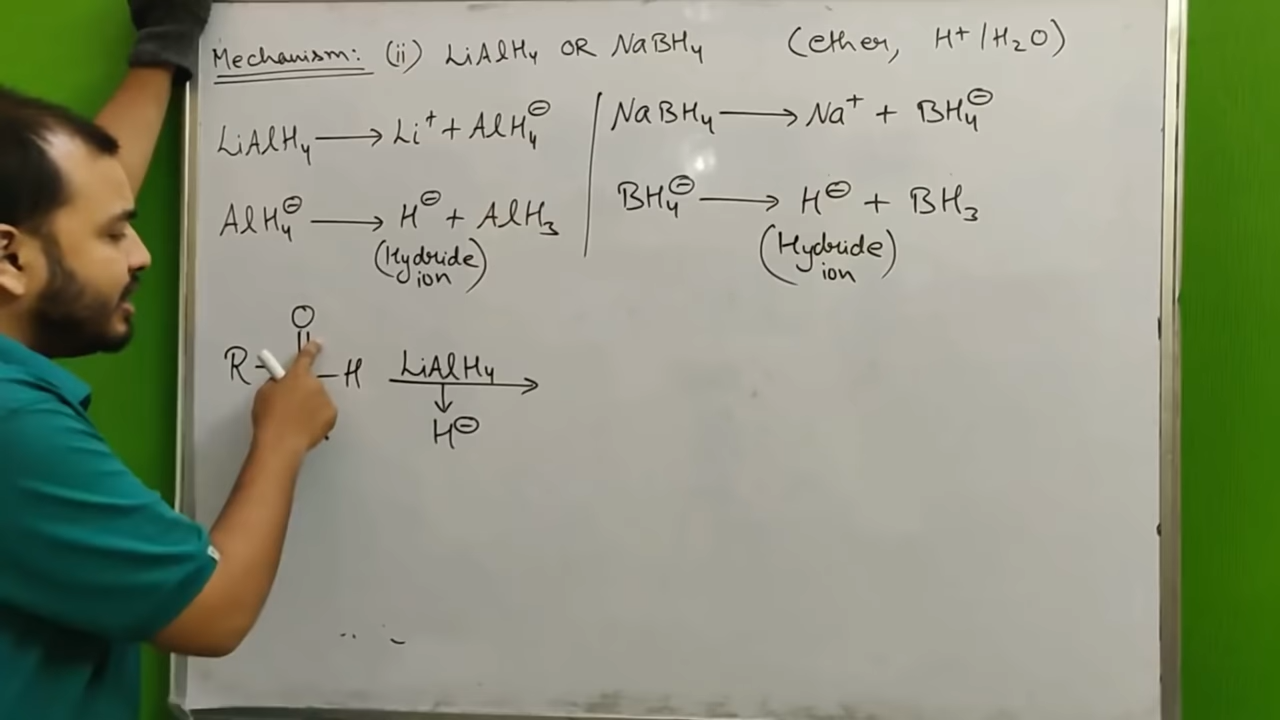 Mechanism: (ii) LiAlH4 OR NaBH4 (ether, H+/H2O)
LiAlH4 ⟶ Li+ + AlH4⊖
AlH4⊖ ⟶ H⊖ + AlH3
(Hydride
ion)
NaBH4 ⟶ Na+ + BH4⊖
BH4⊖ ⟶ H⊖ + BH3
(Hydride
ion)
O
R- -H LiAlH4 ⟶
↓
H⊖